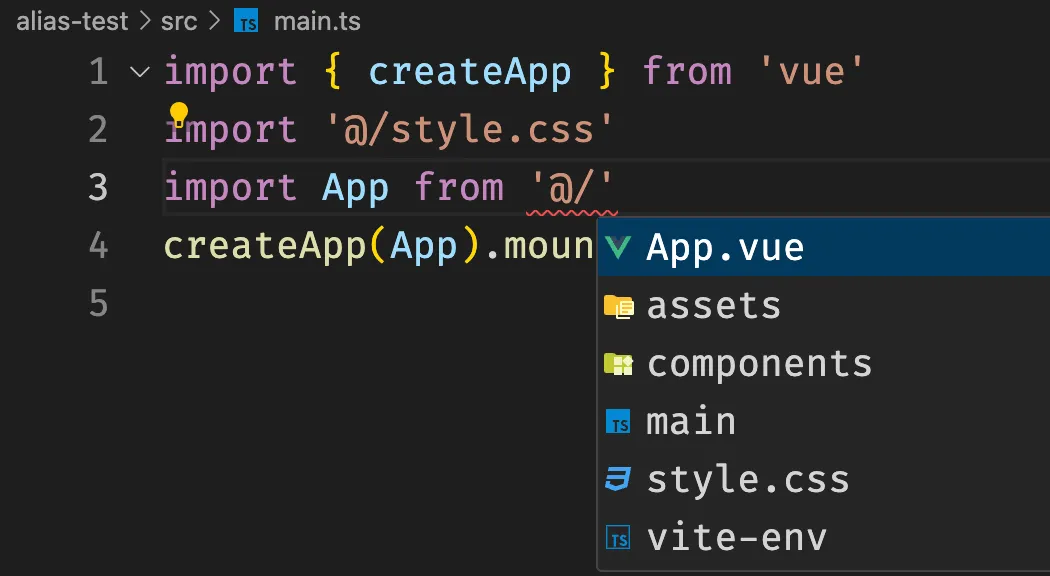 alias-test > src > TS main.ts
1 import { createApp } from 'vue'
2 import '@/style.css'
3 import App from '@/'
4 createApp(App).moun
5
App.vue
assets
components
TS main
style.css
TS vite-env